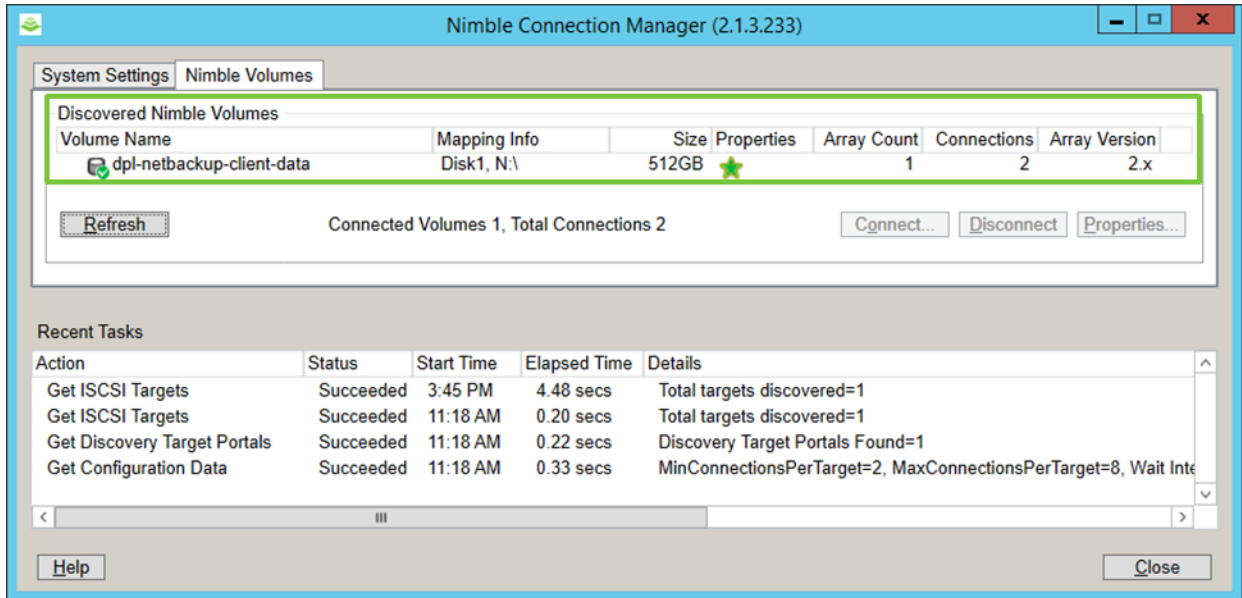 Nimble Connection Manager (2.1.3.233)
System Settings Nimble Volumes
Discovered Nimble Volumes
Volume Name Mapping Info Size Properties Array Count Connections Array Version
dpl-netbackup-client-data Disk1, N:\ 512GB 1 2 2.x
Refresh Connected Volumes 1, Total Connections 2 Connect... Disconnect Properties...
Recent Tasks
Action Status Start Time Elapsed Time Details
Get ISCSI Targets Succeeded 3:45 PM 4.48 secs Total targets discovered=1
Get ISCSI Targets Succeeded 11:18 AM 0.20 secs Total targets discovered=1
Get Discovery Target Portals Succeeded 11:18 AM 0.22 secs Discovery Target Portals Found=1
Get Configuration Data Succeeded 11:18 AM 0.33 secs MinConnectionsPerTarget=2, MaxConnectionsPerTarget=8, Wait Inte
Help Close